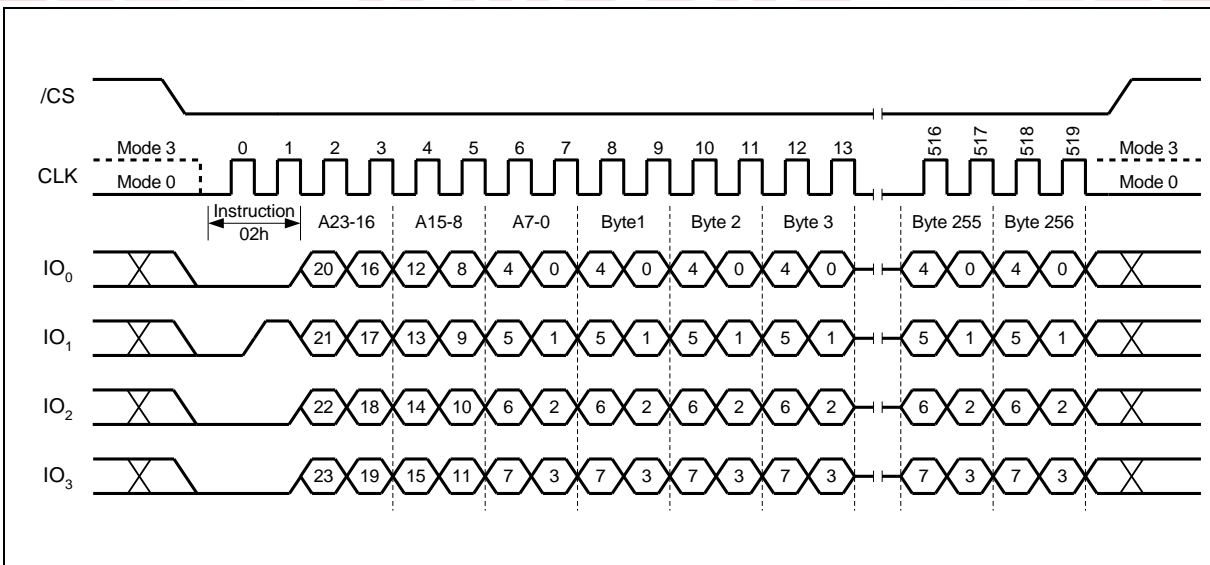 /CS
Mode 3 0 1 2 3 4 5 6 7 8 9 10 11 12 13 516 517 518 519 Mode 3
CLK
Mode 0 Mode 0
Instruction A23-16 A15-8 A7-0 Byte1 Byte 2 Byte 3 Byte 255 Byte 256
02h
IO0 20 16 12 8 4 0 4 0 4 0 4 0 4 0 4 0
IO1 21 17 13 9 5 1 5 1 5 1 5 1 5 1 5 1
IO2 22 18 14 10 6 2 6 2 6 2 6 2 6 2 6 2
IO3 23 19 15 11 7 3 7 3 7 3 7 3 7 3 7 3